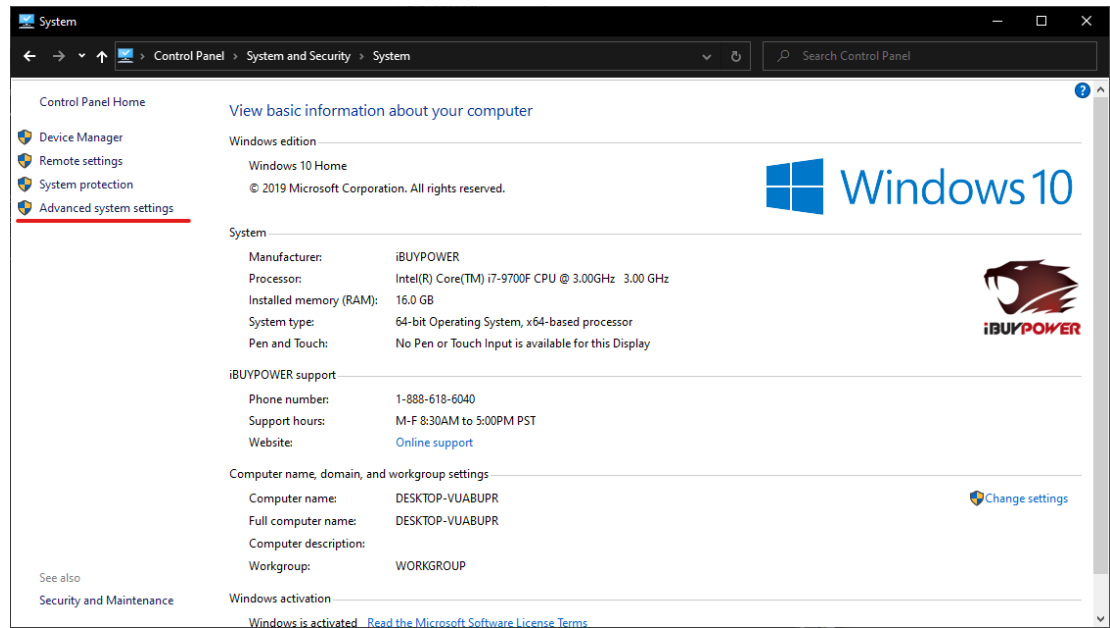 System
Control Panel > System and Security > System
Search Control Panel
Control Panel Home
Device Manager
Remote settings
System protection
Advanced system settings
See also
Security and Maintenance
?
View basic information about your computer
Windows edition
Windows 10 Home
© 2019 Microsoft Corporation. All rights reserved.
Windows 10
System
Manufacturer: iBUYPOWER
Processor: Intel(R) Core(TM) i7-9700F CPU @ 3.00GHz 3.00 GHz
Installed memory (RAM): 16.0 GB
System type: 64-bit Operating System, x64-based processor
Pen and Touch: No Pen or Touch Input is available for this Display
iBUYPOWER
iBUYPOWER support
Phone number: 1-888-618-6040
Support hours: M-F 8:30AM to 5:00PM PST
Website: Online support
Computer name, domain, and workgroup settings
Computer name: DESKTOP-VUABUPR
Change settings
Full computer name: DESKTOP-VUABUPR
Computer description:
Workgroup: WORKGROUP
Windows activation
Windows is activated Read the Microsoft Software License Terms